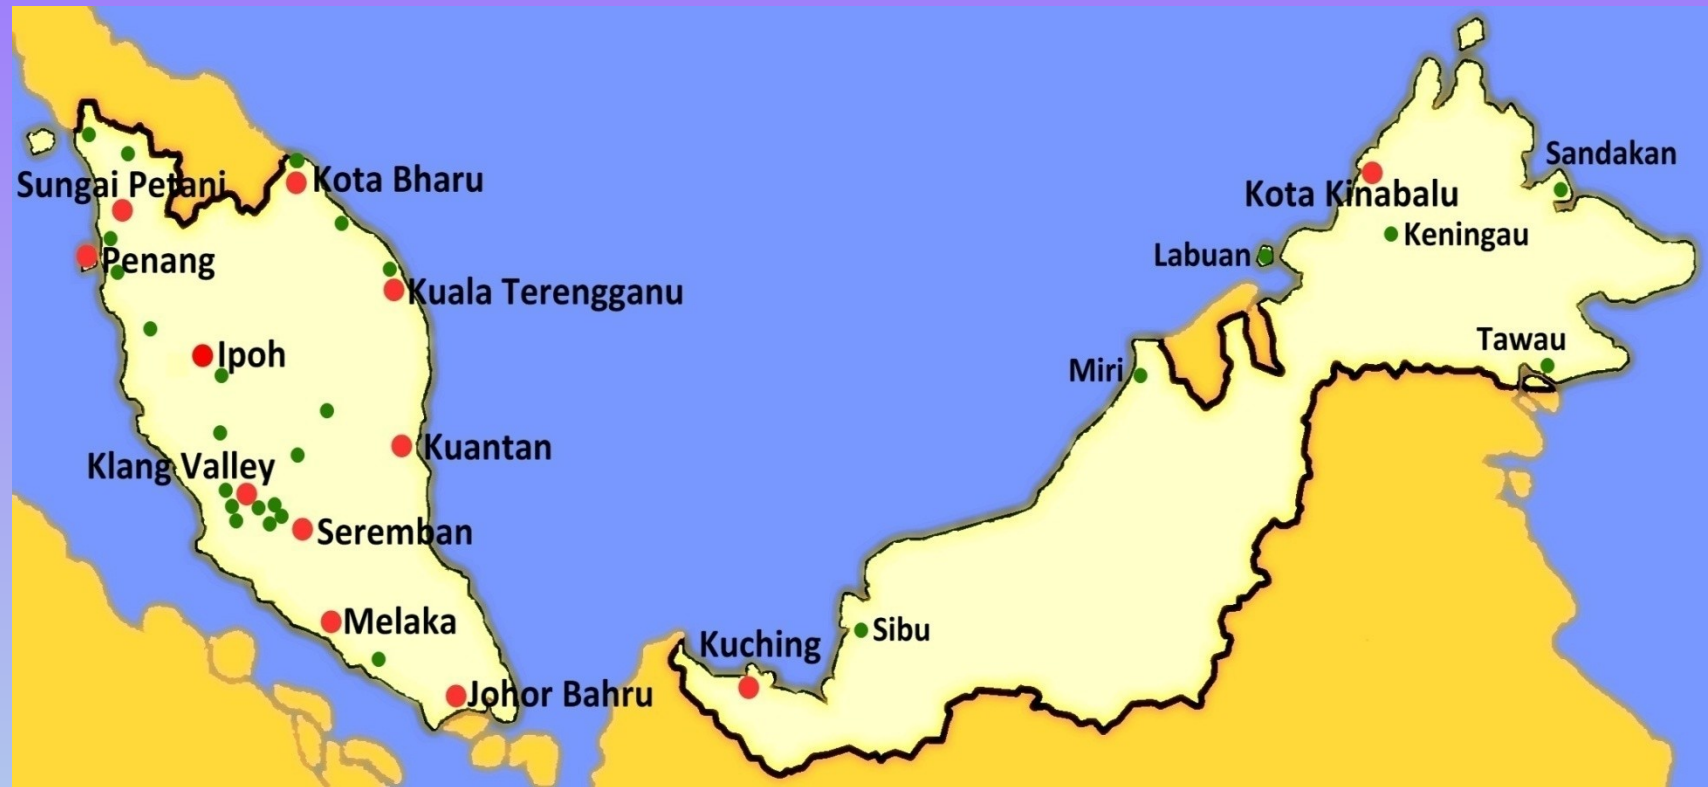 Sungai Petani
Kota Bharu
Penang
Kuala Terengganu
Ipoh
Kuantan
Klang Valley
Seremban
Melaka
Johor Bahru
Kuching
Sibu
Miri
Labuan
Kota Kinabalu
Keningau
Sandakan
Tawau